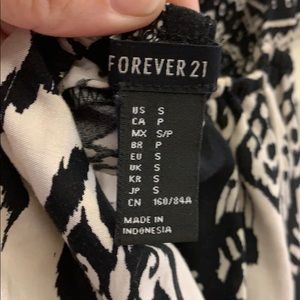 FOREVER 21
US S
CA P
MX S/P
BR P
EU S
UK S
KR S
JP S
CN 160/84A
MADE IN
INDONESIA